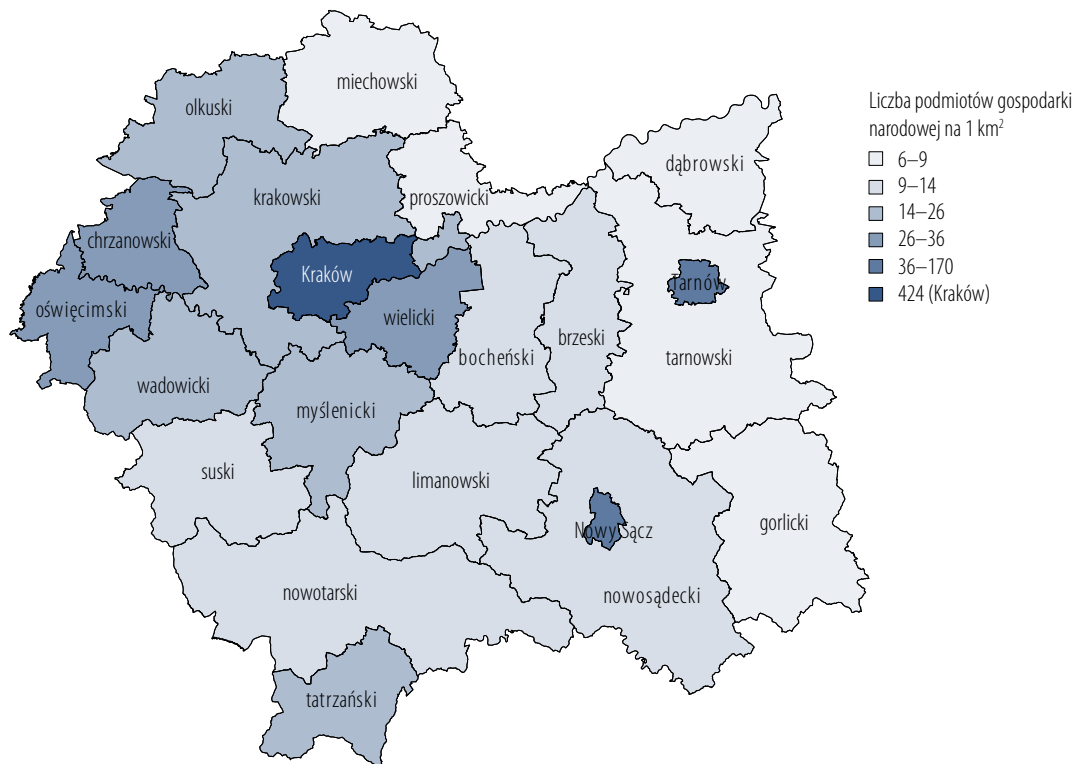 miechowski
olkuski
dąbrowski
krakowski
proszowicki
chrzanowski
Kraków
Tarnów
oświęcimski
wielicki
brzeski
bocheński
tarnowski
wadowicki
myślenicki
suski
limanowski
gorlicki
Nowy Sącz
nowotarski
nowosądecki
tatrzański
Liczba podmiotów gospodarki
narodowej na 1 km²
6–9
9–14
14–26
26–36
36–170
424 (Kraków)